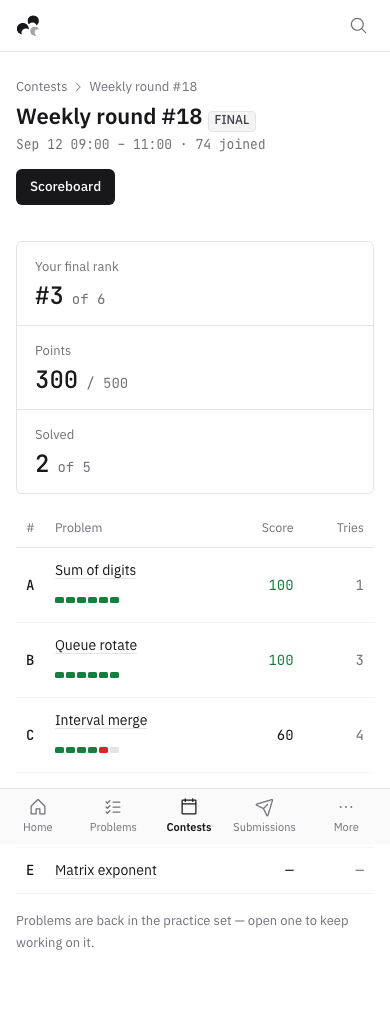 Contests > Weekly round #18
Weekly round #18 FINAL
Sep 12 09:00 – 11:00 · 74 joined
Scoreboard
Your final rank
#3 of 6
Points
300 / 500
Solved
2 of 5
# Problem Score Tries
Sum of digits
A 100 1
Queue rotate
B 100 3
Interval merge
C 60 4
Home Problems Contests Submissions More
E Matrix exponent – –
Problems are back in the practice set — open one to keep
working on it.